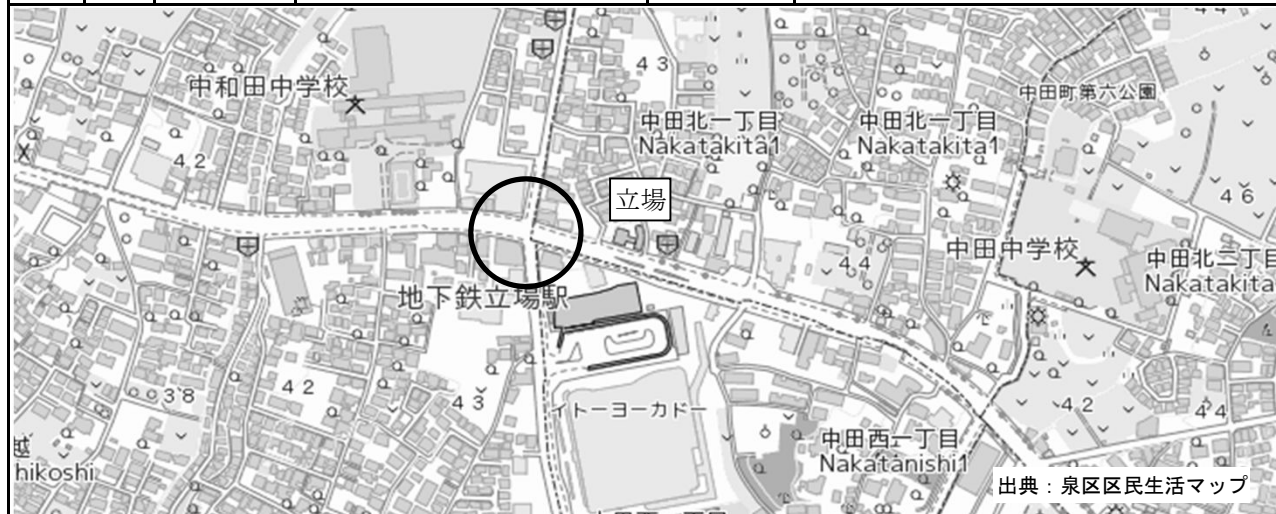 44
43
中和田中学校
中田町第六公園
中田北一丁目
Nakatakita1
中田北一丁目
Nakatakita1
42
立場
46
中田中学校
44
中田北三丁目
Nakatakita
地下鉄立場駅
42
38
43
イトーヨーカドー
42
44
越
hikoshi
中田西一丁目
Nakatanishi1
出典：泉区区民生活マップ